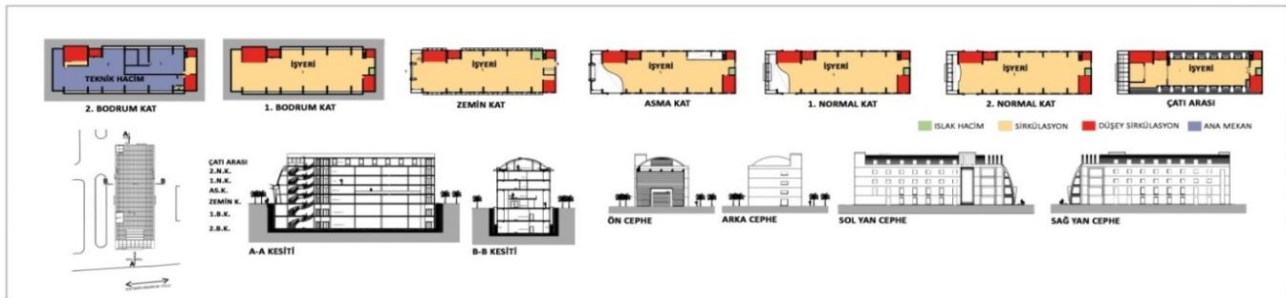 TEKNİK HACİM
İŞYERİ
İŞYERİ
İŞYERİ
İŞYERİ
İŞYERİ
İŞYERİ
2. BODRUM KAT
1. BODRUM KAT
ZEMİN KAT
ASMA KAT
1. NORMAL KAT
2. NORMAL KAT
ÇATI ARASI
ISLAK HACİM
SİRKÜLASYON
DÜŞEY SİRKÜLASYON
ANA MEKAN
A
B
B
A
ÇATI ARASI
2.N.K.
1.N.K.
AS.K.
ZEMİN K.
1.B.K.
2.B.K.
A-A KESİTİ
B-B KESİTİ
ÖN CEPHE
ARKA CEPHE
SOL YAN CEPHE
SAĞ YAN CEPHE